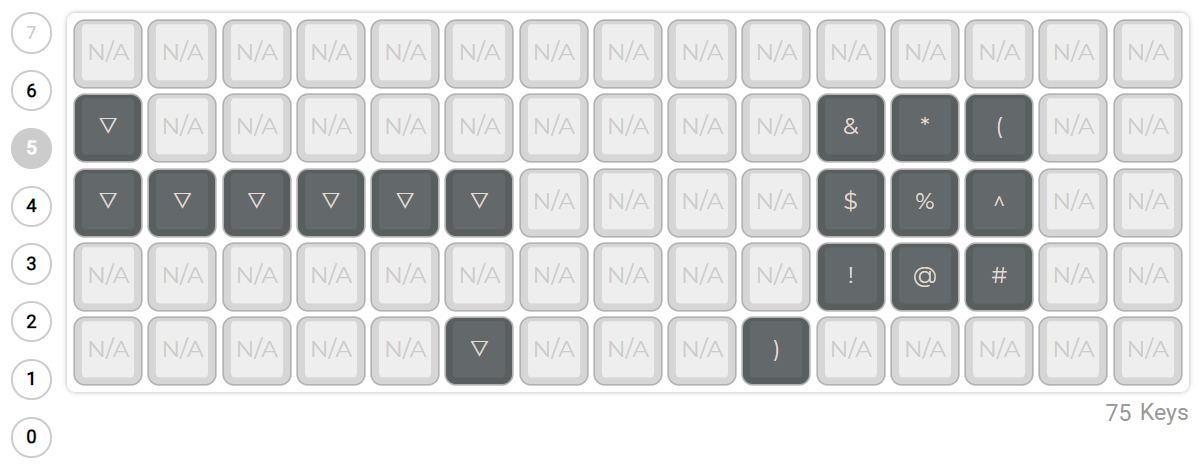 7
N/A N/A N/A N/A N/A N/A N/A N/A N/A N/A N/A N/A N/A N/A N/A
6
▽ N/A N/A N/A N/A N/A N/A N/A N/A N/A & * ( N/A N/A
5
4
▽ ▽ ▽ ▽ ▽ ▽ N/A N/A N/A N/A $ % ^ N/A N/A
3
N/A N/A N/A N/A N/A N/A N/A N/A N/A N/A ! @ # N/A N/A
2
N/A N/A N/A N/A N/A ▽ N/A N/A N/A ) N/A N/A N/A N/A N/A
1
75 Keys
0